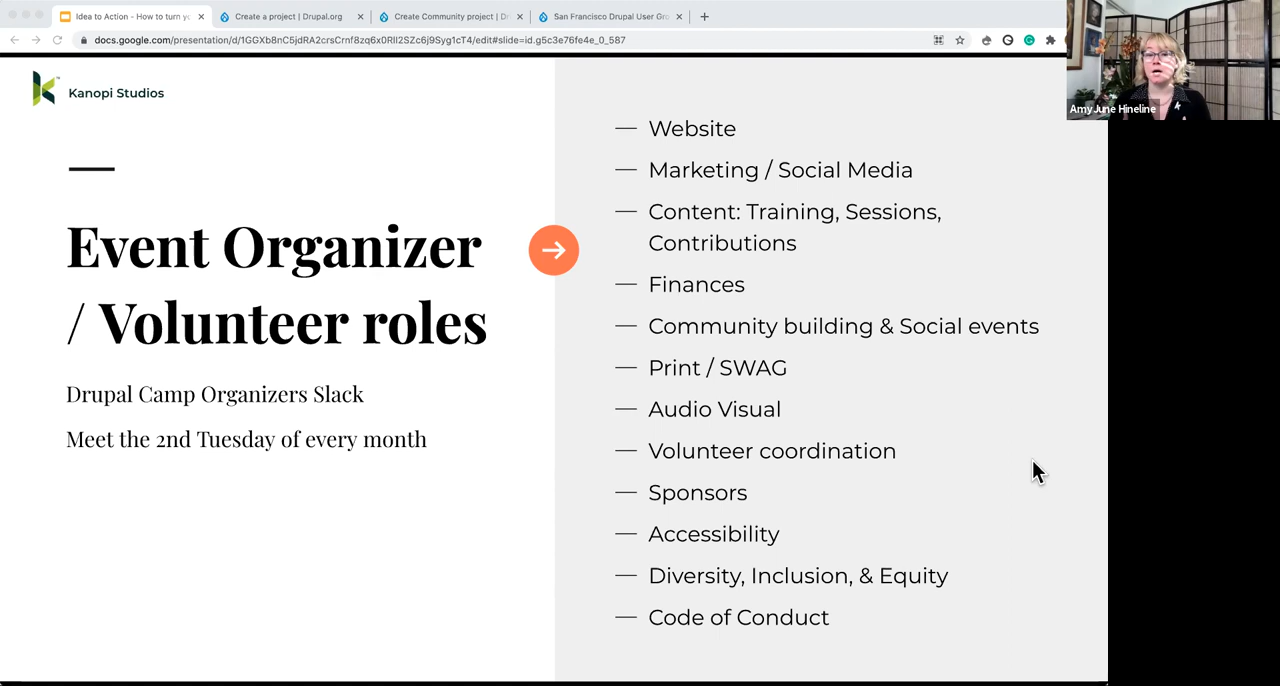 Idea to Action - How to turn yo
Create a project | Drupal.org
Create Community project | Dr
San Francisco Drupal User Gro
docs.google.com/presentation/d/1GGXb8nC5jdRA2crsCrnf8zq6x0RlI2SZc6j9Syg1cT4/edit#slide=id.g5c3e76fe4e_0_587
Kanopi Studios
Amy June Hineline
Event Organizer
/ Volunteer roles
Drupal Camp Organizers Slack
Meet the 2nd Tuesday of every month
— Website
— Marketing / Social Media
— Content: Training, Sessions,
Contributions
— Finances
— Community building & Social events
— Print / SWAG
— Audio Visual
— Volunteer coordination
— Sponsors
— Accessibility
— Diversity, Inclusion, & Equity
— Code of Conduct